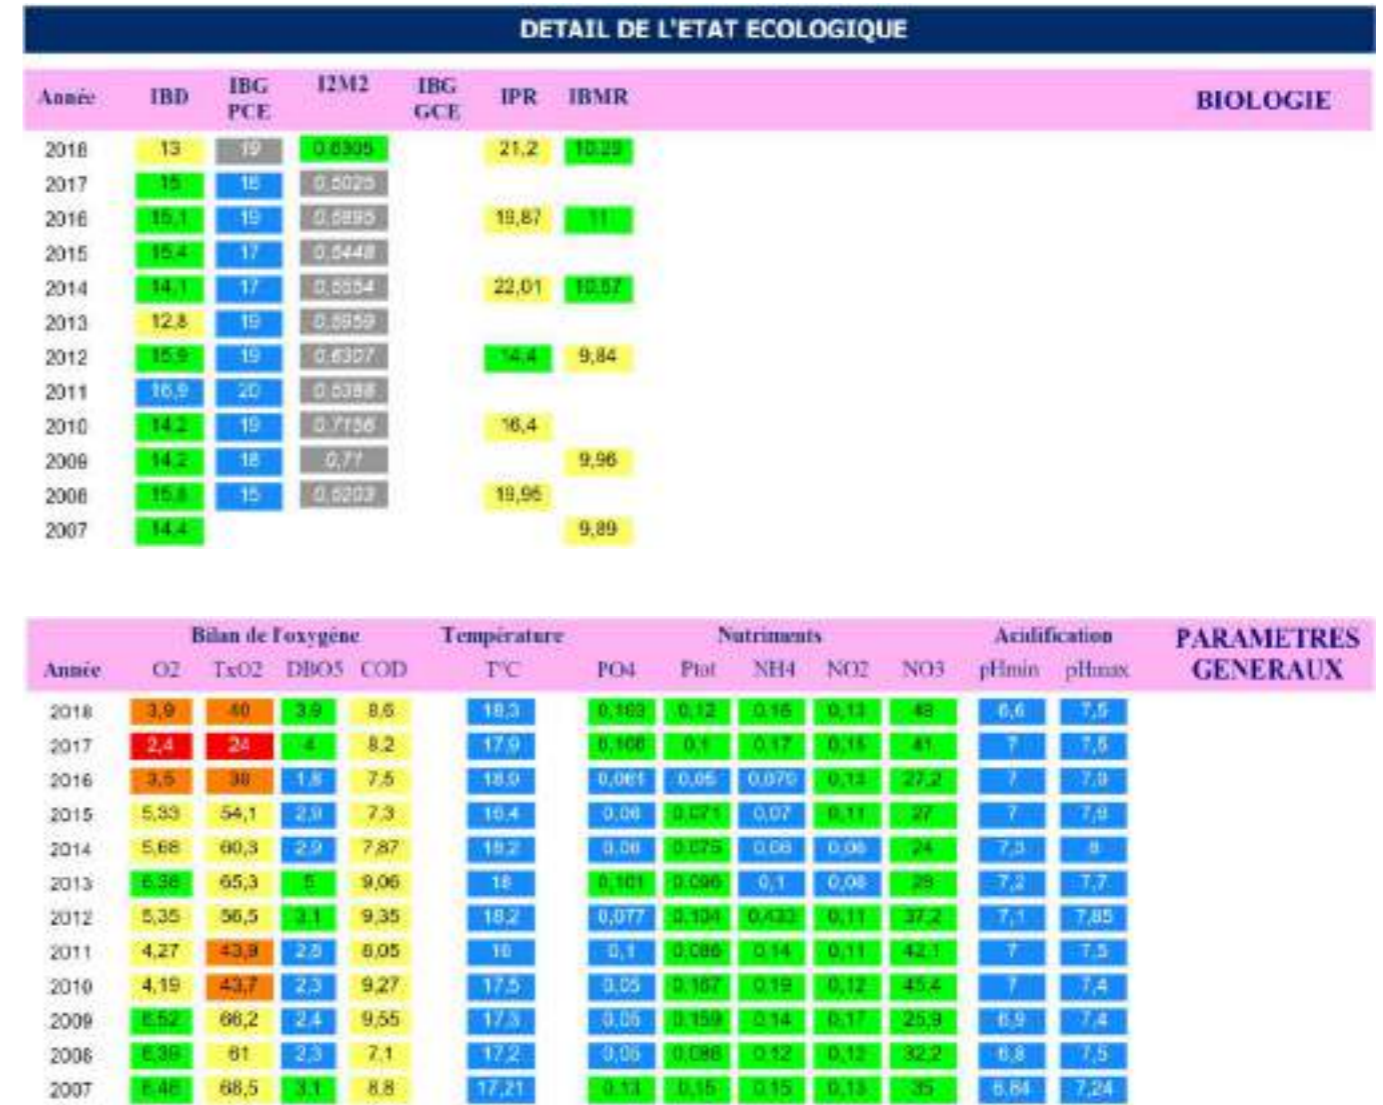 DETAIL DE L'ETAT ECOLOGIQUE
Année IBD IBG PCE I2M2 IBG GCE IPR IBMR BIOLOGIE
2018 13 19 0,6305 21,2 10.29
2017 15 16 0,5025
2016 15,1 19 0,5895 19,87 11
2015 15,4 17 0,5448
2014 14,1 17 0,5554 22,01 10,57
2013 12,8 19 0,5959
2012 15,9 19 0,6307 14,4 9,84
2011 16,9 20 0,5388
2010 14,2 19 0,7156 16,4
2009 14,2 18 0,71 9,96
2008 15,8 15 0,5203 19,95
2007 14,4 9,89
Bilan de l'oxygène Température Nutriments Acidification PARAMETRES GENERAUX
Année O2 TxO2 DBO5 COD T°C PO4 Ptot NH4 NO2 NO3 pHmin pHmax
2018 3,9 40 3,9 8,6 18,3 0,163 0,12 0,16 0,13 48 6,6 7,5
2017 2,4 24 4 8,2 17,9 0,106 0,1 0,17 0,15 41 7 7,5
2016 3,5 38 1,8 7,5 18,9 0,061 0,05 0,070 0,13 27,2 7 7,9
2015 5,33 54,1 2,9 7,3 16,4 0,06 0,071 0,07 0,11 27 7 7,9
2014 5,68 60,3 2,9 7,87 18,2 0,06 0,075 0,08 0,06 24 7,3 8
2013 6,36 65,3 5 9,06 18 0,101 0,096 0,1 0,08 28 7,2 7,7
2012 5,35 56,5 3,1 9,35 18,2 0,077 0,104 0,433 0,11 37,2 7,1 7,85
2011 4,27 43,9 2,8 8,05 16 0,1 0,086 0,14 0,11 42,1 7 7,5
2010 4,19 43,7 2,3 9,27 17,5 0,05 0,167 0,19 0,12 45,4 7 7,4
2009 6,52 66,2 2,4 9,55 17,3 0,05 0,159 0,14 0,17 25,9 6,9 7,4
2008 6,39 61 2,3 7,1 17,2 0,05 0,086 0,12 0,12 32,2 6,8 7,5
2007 6,46 68,5 3,1 8,8 17,21 0,13 0,15 0,15 0,13 35 6,84 7,24